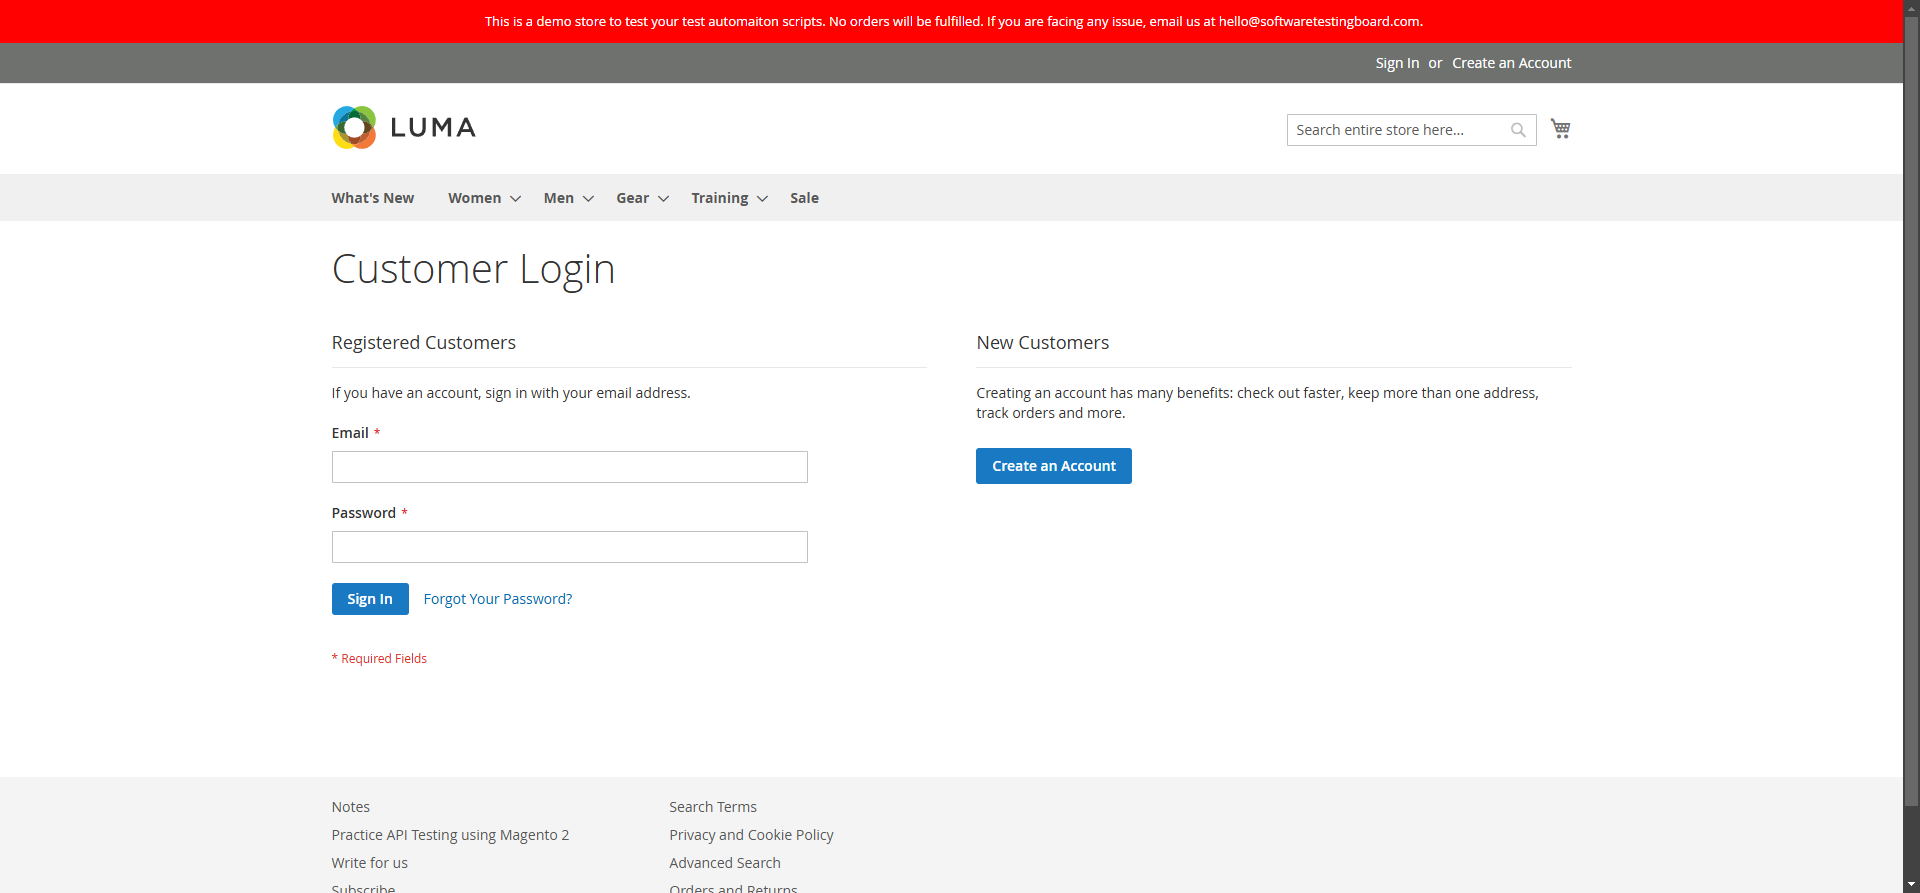 This is a demo store to test your test automaiton scripts. No orders will be fulfilled. If you are facing any issue, email us at hello@softwaretestingboard.com.
Sign In or Create an Account
LUMA
Search entire store here...
What's New Women Men Gear Training Sale
Customer Login
Registered Customers
If you have an account, sign in with your email address.
Email *
Password *
Sign In Forgot Your Password?
* Required Fields
New Customers
Creating an account has many benefits: check out faster, keep more than one address,
track orders and more.
Create an Account
Notes
Practice API Testing using Magento 2
Write for us
Subscribe
Search Terms
Privacy and Cookie Policy
Advanced Search
Orders and Returns